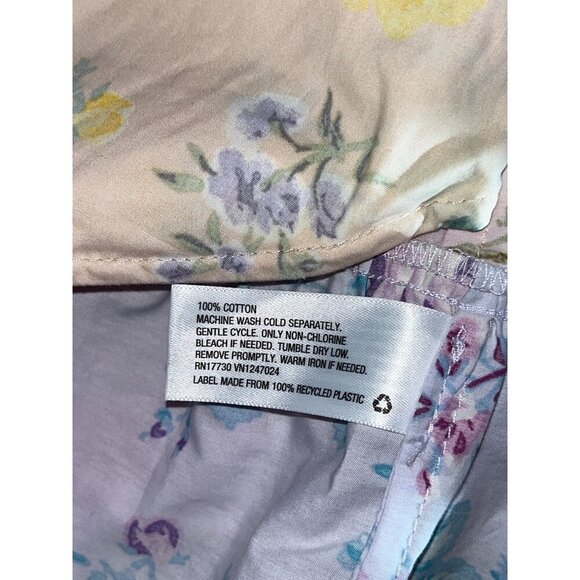 100% COTTON
MACHINE WASH COLD SEPARATELY,
GENTLE CYCLE. ONLY NON-CHLORINE
BLEACH IF NEEDED. TUMBLE DRY LOW.
REMOVE PROMPTLY. WARM IRON IF NEEDED.
RN17730 VN1247024
LABEL MADE FROM 100% RECYCLED PLASTIC